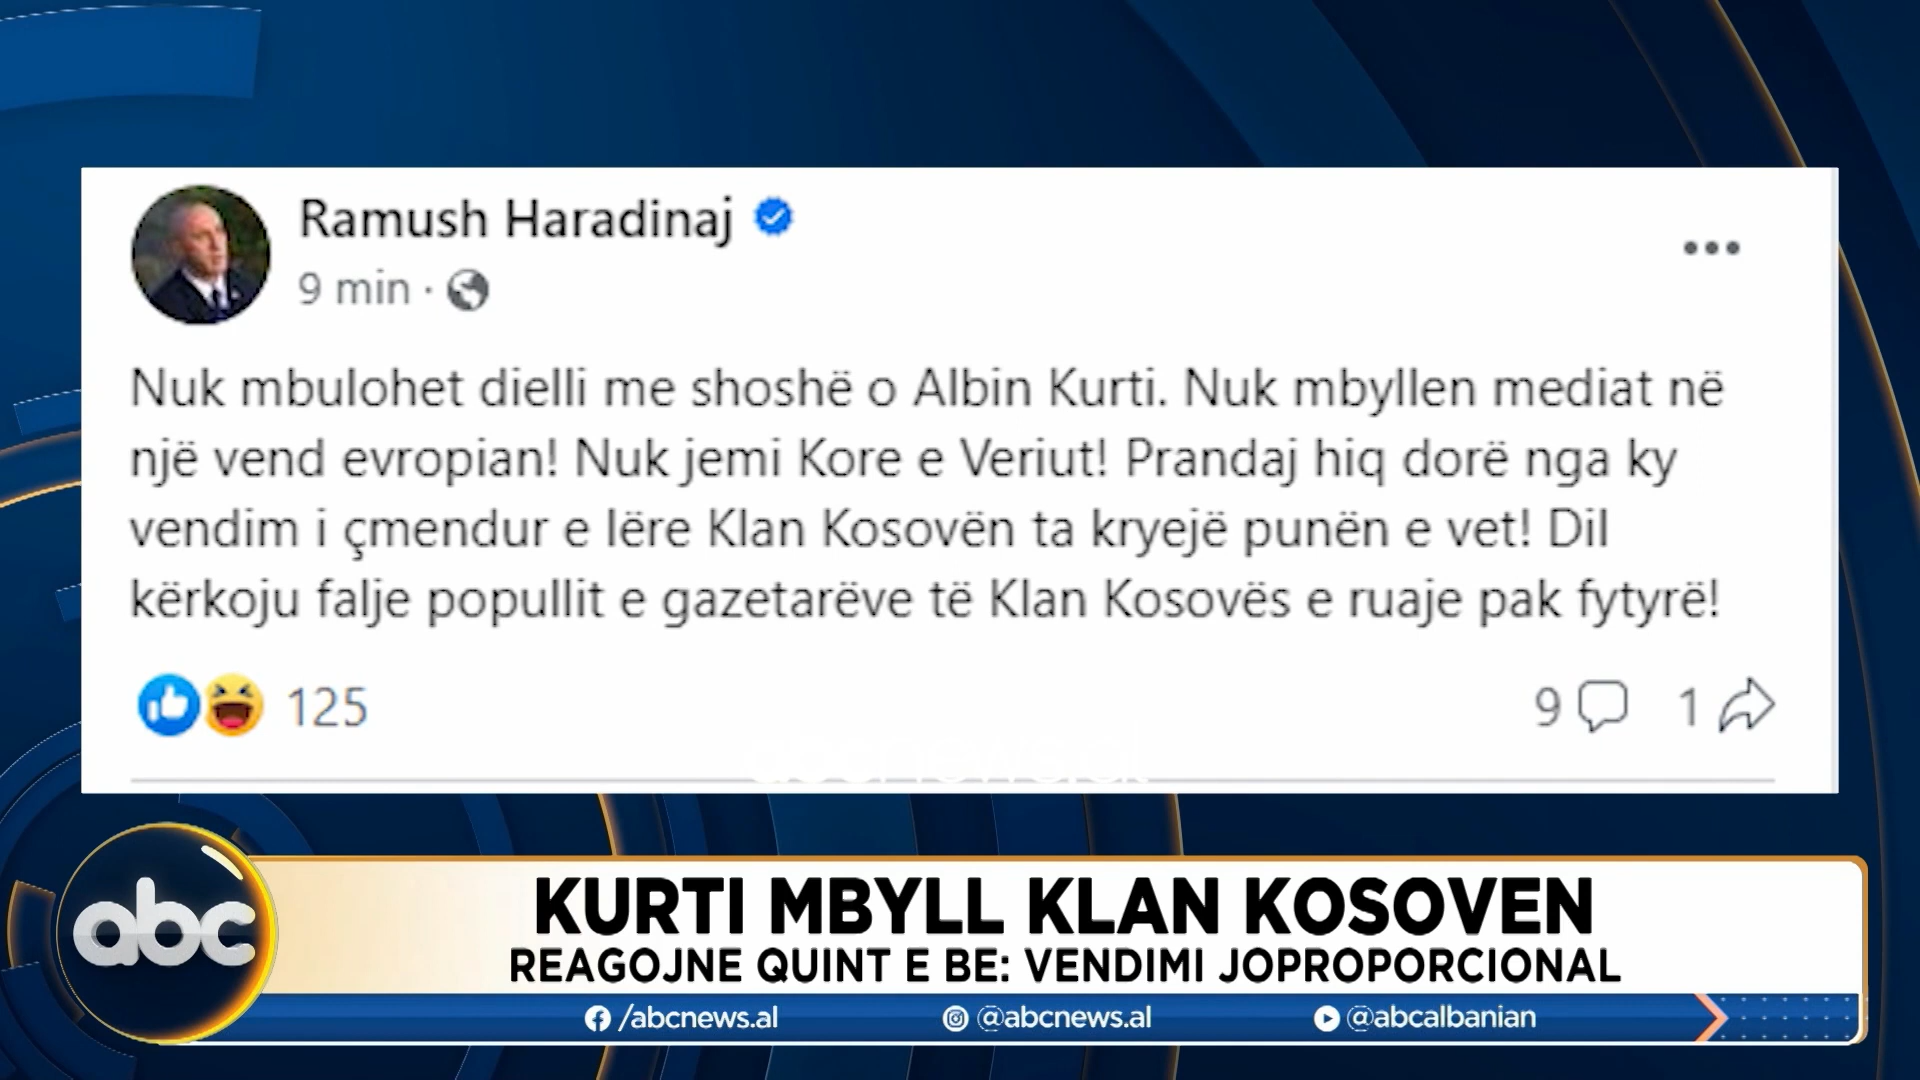 Ramush Haradinaj
9 min ·
Nuk mbulohet dielli me shoshë o Albin Kurti. Nuk mbyllen mediat në
një vend evropian! Nuk jemi Kore e Veriut! Prandaj hiq dorë nga ky
vendim i çmendur e lëre Klan Kosovën ta kryejë punën e vet! Dil
kërkoju falje popullit e gazetarëve të Klan Kosovës e ruaje pak fytyrë!
125
9 1
abcnews.al
abc
KURTI MBYLL KLAN KOSOVEN
REAGOJNE QUINT E BE: VENDIMI JOPROPORCIONAL
/abcnews.al @abcnews.al @abcalbanian